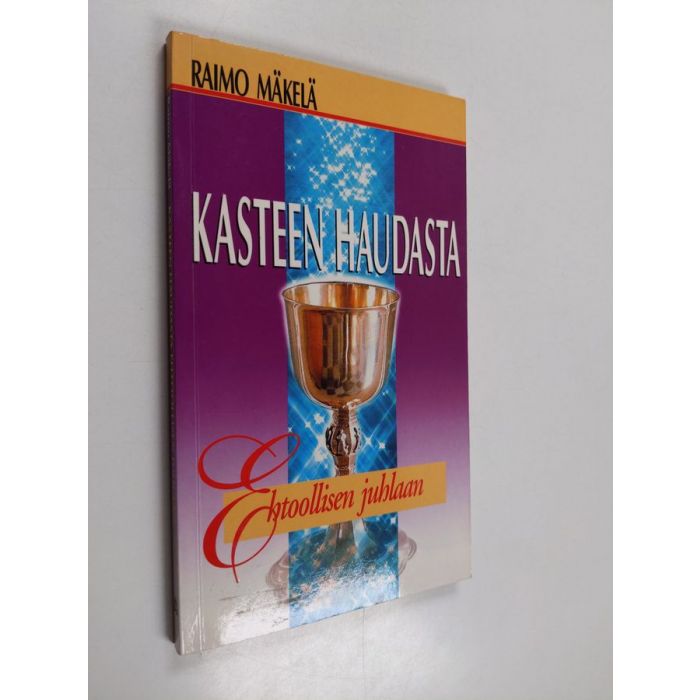 RAIMO MÄKELÄ
KASTEEN HAUDASTA
Ehtoollisen juhlaan